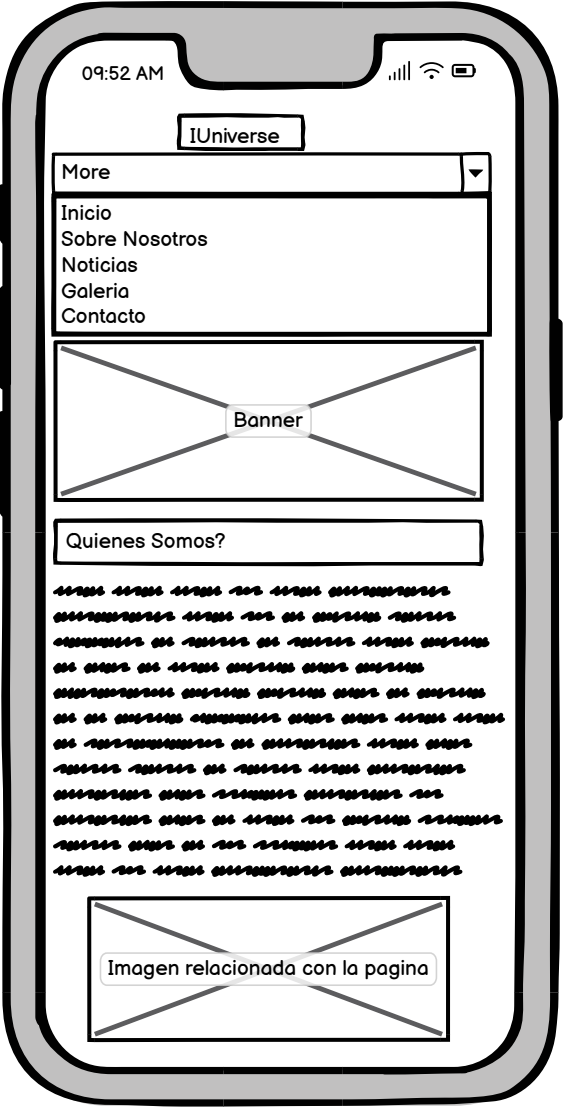 09:52 AM
IUniverse
More
Inicio
Sobre Nosotros
Noticias
Galeria
Contacto
Banner
Quienes Somos?
Imagen relacionada con la pagina